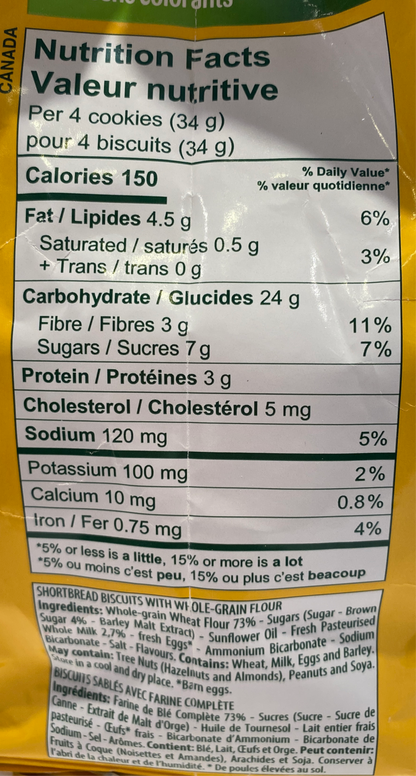 colorants
CANADA
Nutrition Facts
Valeur nutritive
Per 4 cookies (34 g)
pour 4 biscuits (34 g)
Calories 150
% Daily Value*
% valeur quotidienne*
Fat / Lipides 4.5 g 6%
Saturated / saturés 0.5 g
+ Trans / trans 0 g 3%
Carbohydrate / Glucides 24 g
Fibre / Fibres 3 g 11%
Sugars / Sucres 7 g 7%
Protein / Protéines 3 g
Cholesterol / Cholestérol 5 mg
Sodium 120 mg 5%
Potassium 100 mg 2%
Calcium 10 mg 0.8%
Iron / Fer 0.75 mg 4%
*5% or less is a little, 15% or more is a lot
*5% ou moins c'est peu, 15% ou plus c'est beacoup
SHORTBREAD BISCUITS WITH WHOLE-GRAIN FLOUR
Ingredients: Whole-grain Wheat Flour 73% - Sugars (Sugar - Brown
Sugar 4% - Barley Malt Extract) - Sunflower Oil - Fresh Pasteurised
Whole Milk 2,7% - fresh Eggs* - Ammonium Bicarbonate - Sodium
Bicarbonate - Salt - Flavours. Contains: Wheat, Milk, Eggs and Barley.
May contain: Tree Nuts (Hazelnuts and Almonds), Peanuts and Soya.
Store in a cool and dry place. *Barn eggs.
BISCUITS SABLÉS AVEC FARINE COMPLÈTE
Ingrédients: Farine de Blé Complète 73% - Sucres (Sucre - Sucre de
Canne - Extrait de Malt d'Orge) - Huile de Tournesol - Lait entier frais
pasteurisé - Œufs* frais - Bicarbonate d'Ammonium - Bicarbonate de
Sodium - Sel - Arômes. Contient: Blé, Lait, Œufs et Orge. Peut contenir:
Fruits à Coque (Noisettes et Amandes), Arachides et Soja. Conserver à
l'abri de la chaleur et de l'humidité. * De poules élevées au sol.